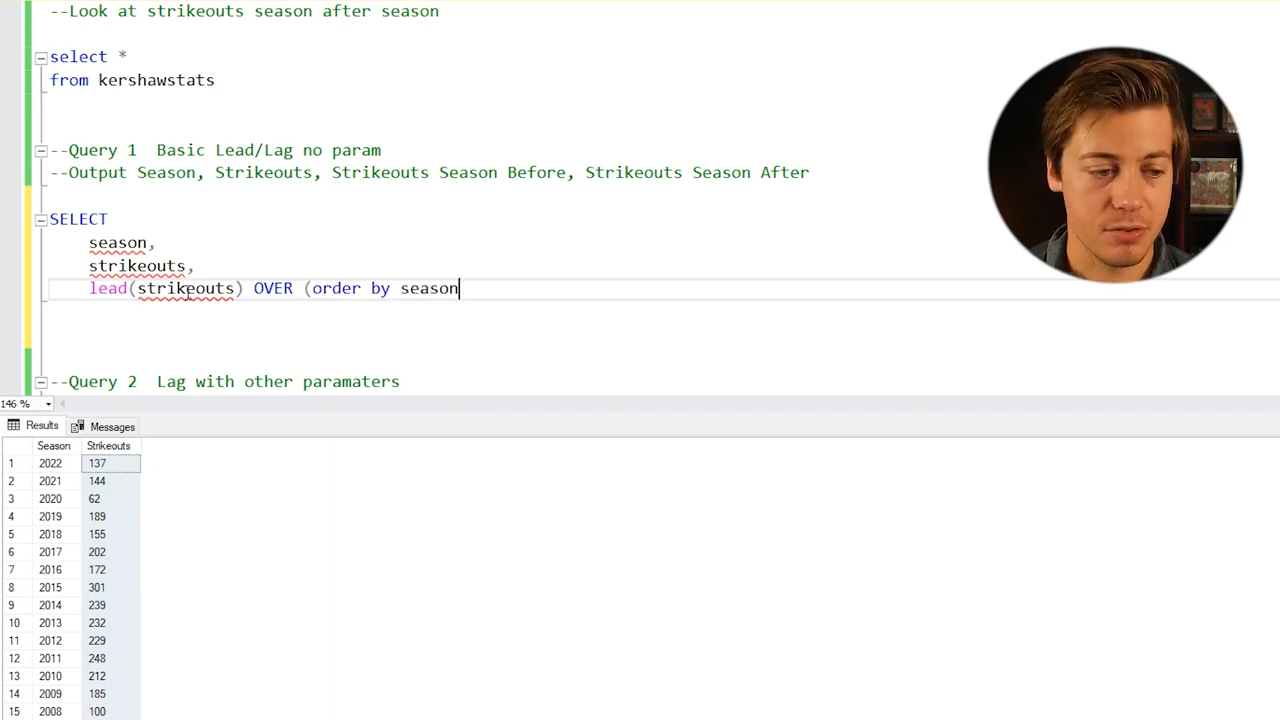 --Look at strikeouts season after season
select *
from kershawstats
--Query 1  Basic Lead/Lag no param
--Output Season, Strikeouts, Strikeouts Season Before, Strikeouts Season After
SELECT
season,
strikeouts,
lead(strikeouts) OVER (order by season
--Query 2  Lag with other paramaters
146 %
Results Messages
Season Strikeouts
1 2022 137
2 2021 144
3 2020 62
4 2019 189
5 2018 155
6 2017 202
7 2016 172
8 2015 301
9 2014 239
10 2013 232
11 2012 229
12 2011 248
13 2010 212
14 2009 185
15 2008 100